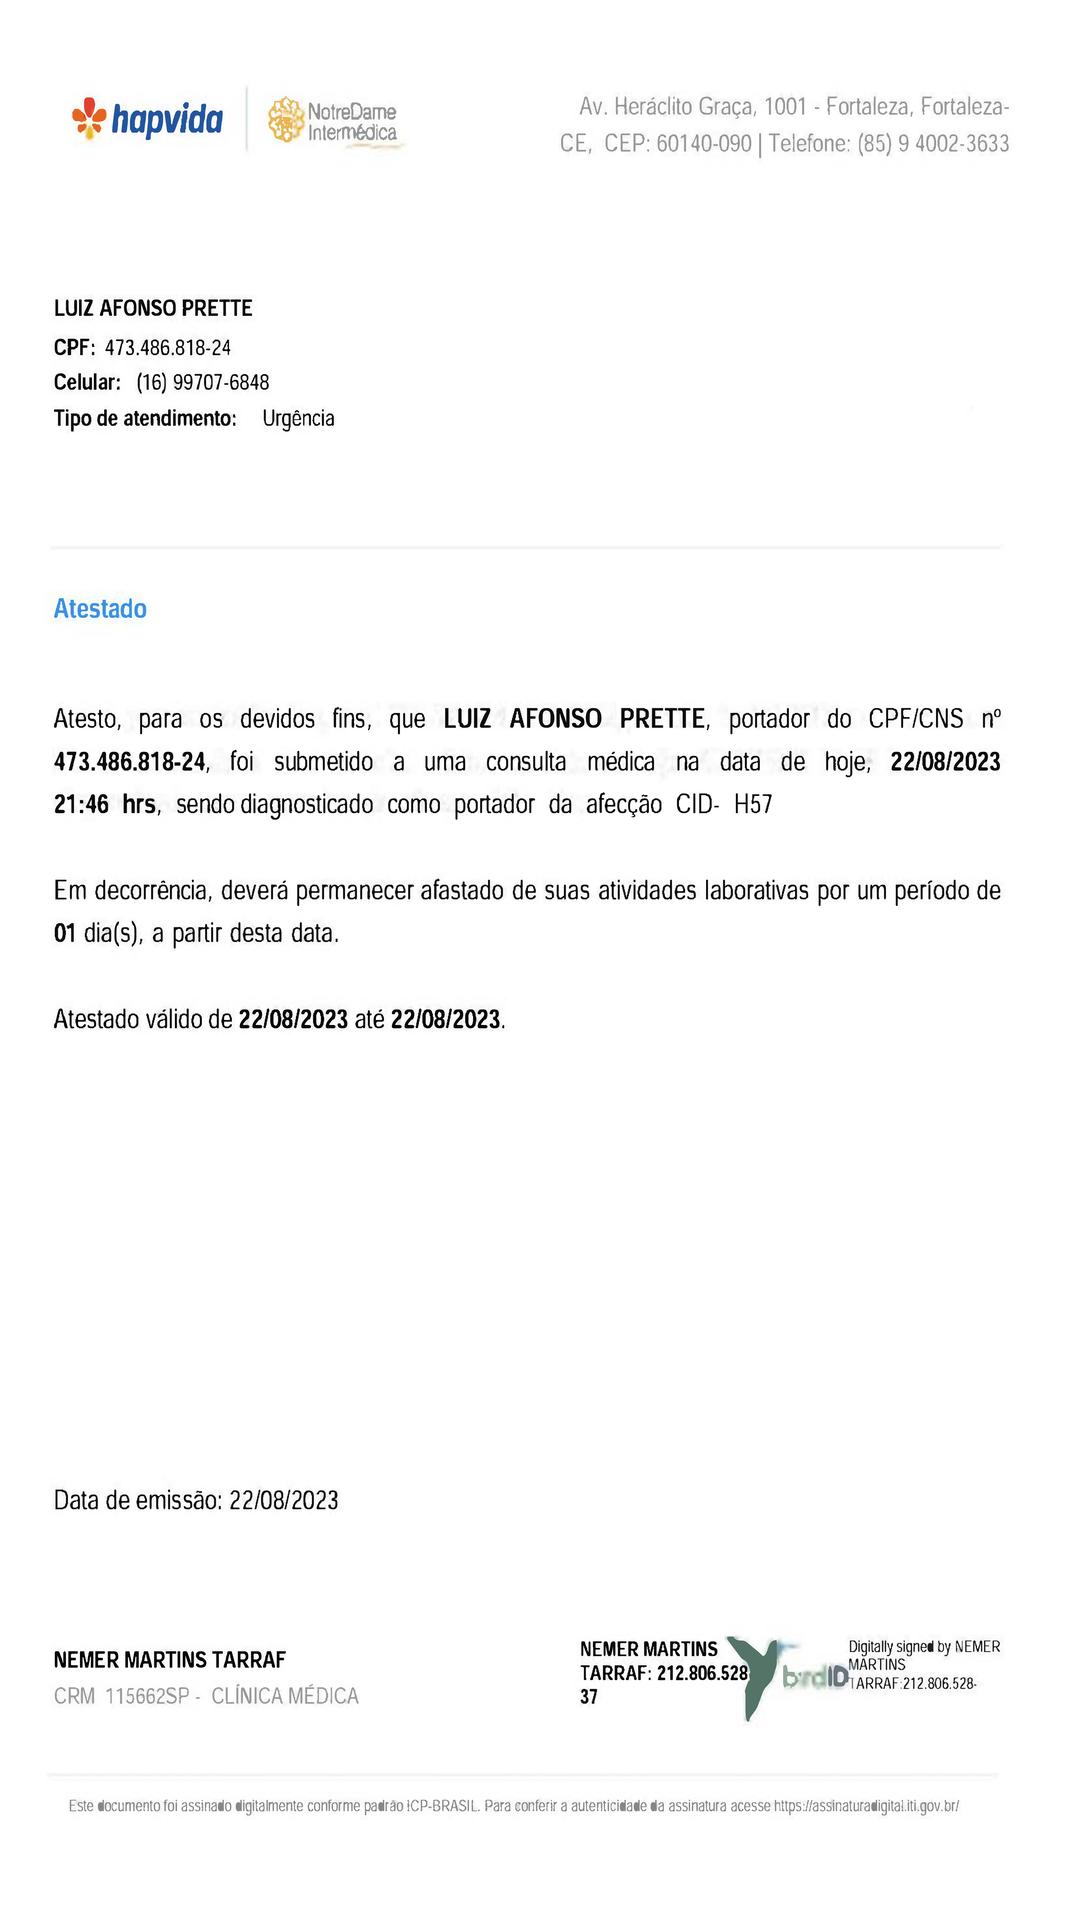 hapvida
NotreDame
Intermédica
Av. Heráclito Graça, 1001 - Fortaleza, Fortaleza-
CE, CEP: 60140-090 | Telefone: (85) 9 4002-3633
LUIZ AFONSO PRETTE
CPF: 473.486.818-24
Celular: (16) 99707-6848
Tipo de atendimento: Urgência
Atestado
Atesto, para os devidos fins, que LUIZ AFONSO PRETTE, portador do CPF/CNS nº
473.486.818-24, foi submetido a uma consulta médica na data de hoje, 22/08/2023
21:46 hrs, sendo diagnosticado como portador da afecção CID- H57
Em decorrência, deverá permanecer afastado de suas atividades laborativas por um período de
01 dia(s), a partir desta data.
Atestado válido de 22/08/2023 até 22/08/2023.
Data de emissão: 22/08/2023
NEMER MARTINS TARRAF
CRM 115662SP - CLÍNICA MÉDICA
NEMER MARTINS
TARRAF: 212.806.528
37
birdID
Digitally signed by NEMER
MARTINS
TARRAF:212.806.528-
Este documento foi assinado digitalmente conforme padrão ICP-BRASIL. Para conferir a autenticidade da assinatura acesse https://assinaturadigital.iti.gov.br/